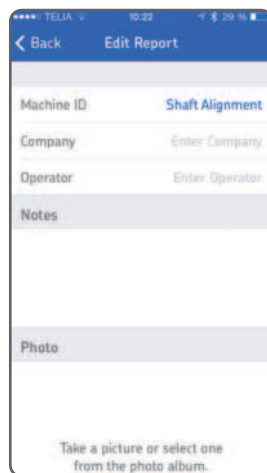 TELIA 10:22 29 %
Back Edit Report
Machine ID Shaft Alignment
Company Enter Company
Operator Enter Operator
Notes
Photo
Take a picture or select one
from the photo album.